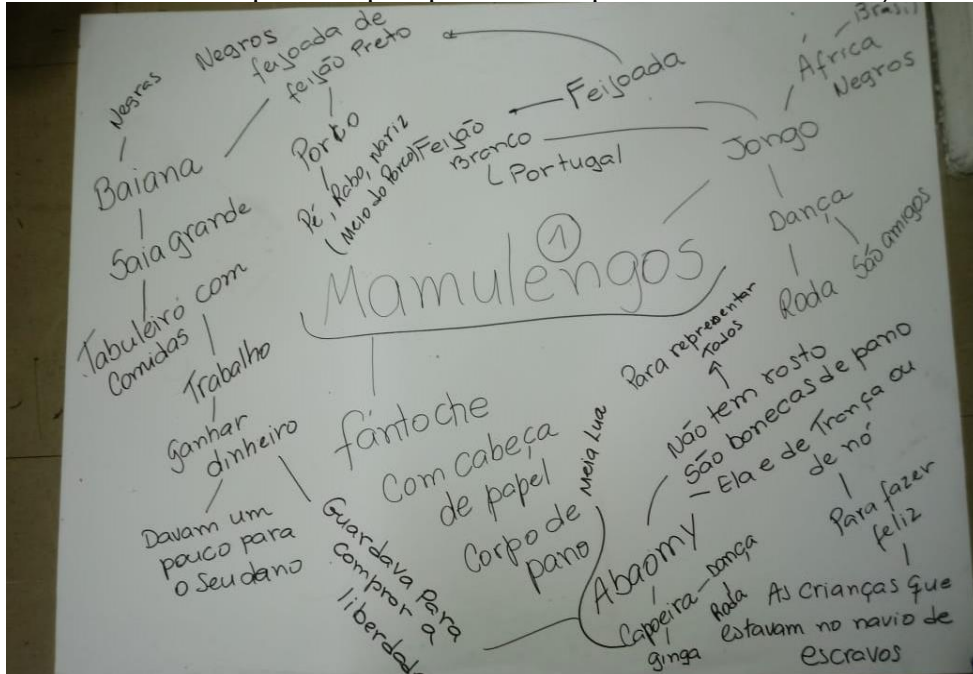 Mamulengos
1
fántoche
Com cabeça
de papel
Corpo de
pano
Jongo
África
Negros
Brasil
Dança
Roda
São amigos
Feijoada
Feijão
Branco
Portugal
feijoada de
feijão Preto
Porco
Pé, Rabo, Nariz
(Meio do Porco)
Baiana
Negras
Negros
Saia grande
Tabuleiro com
Comidas
Trabalho
Ganhar
dinheiro
Davam um
pouco para
o Seu dano
Guardava Para
Comprar a
liberdade
Abaomy
Não tem rosto
Para representar
Todos
São bonecas de pano
Ela e de Trança ou
de nó
Para fazer
feliz
As Crianças que
estavam no navio de
escravos
Capoeira
Dança
Roda
ginga
Meia Lua